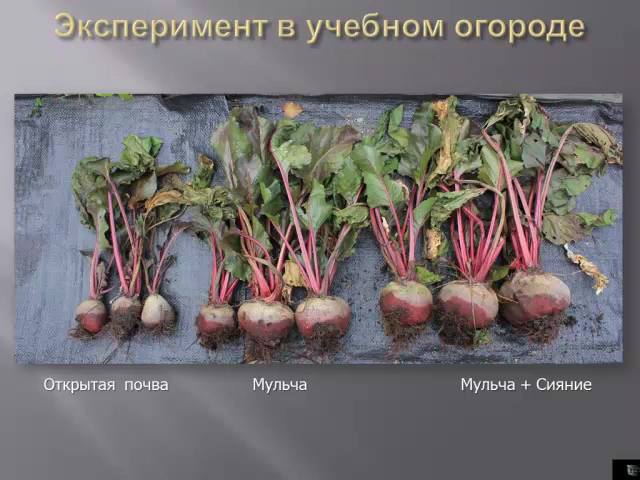 Эксперимент в учебном огороде
Открытая почва
Мульча
Мульча + Сияние